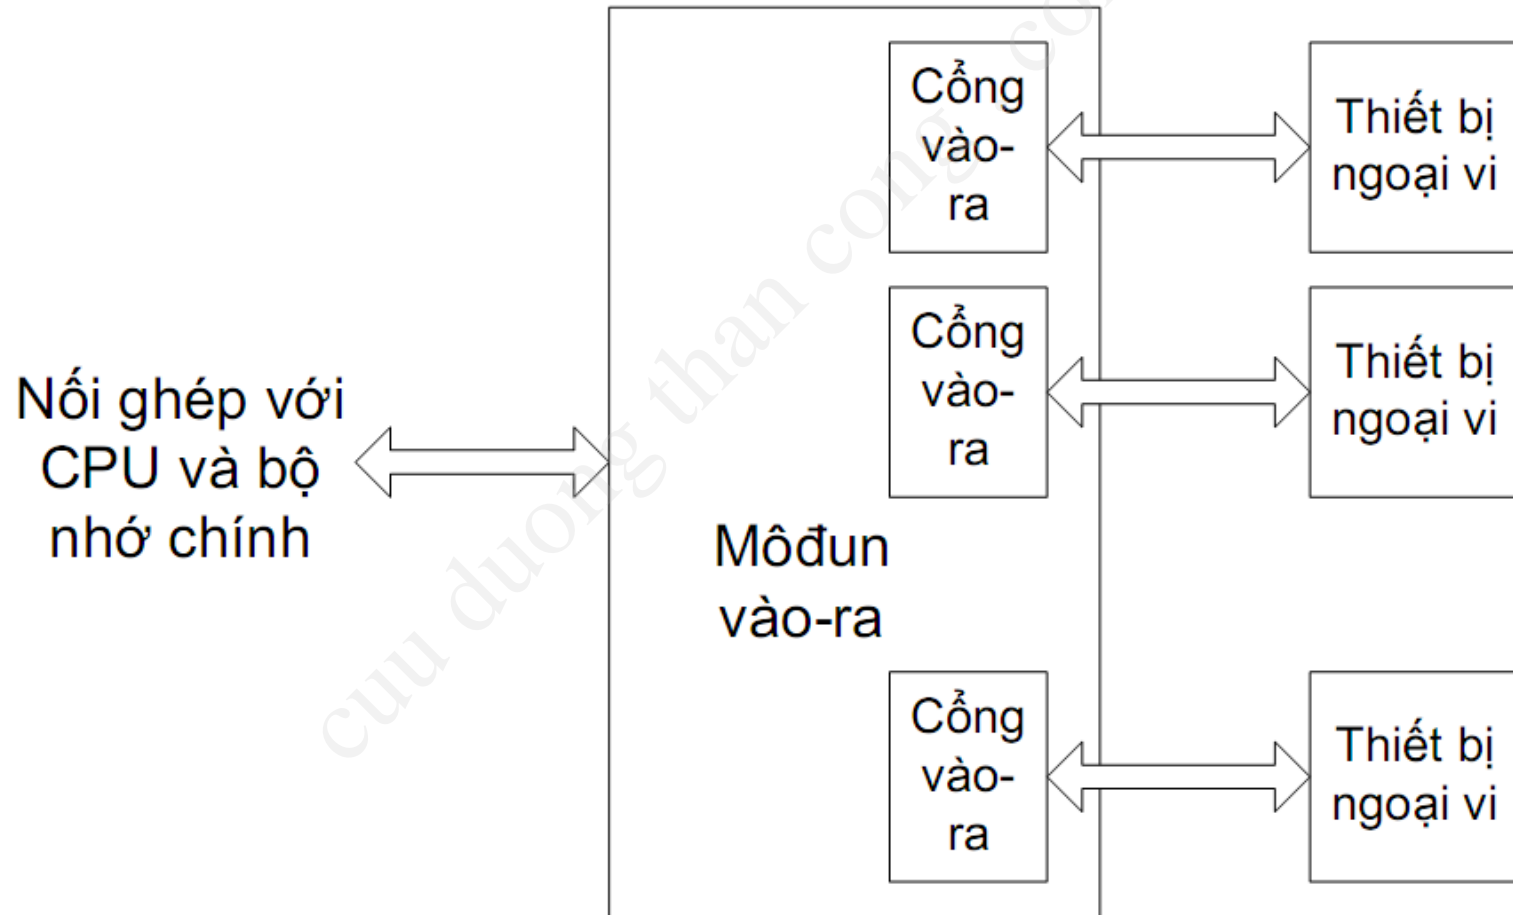 Cổng
vào-
ra
Thiết bị
ngoại vi
Cổng
vào-
ra
Thiết bị
ngoại vi
Nối ghép với
CPU và bộ
nhớ chính
Môđun
vào-ra
Cổng
vào-
ra
Thiết bị
ngoại vi
cuu duong than cong . co